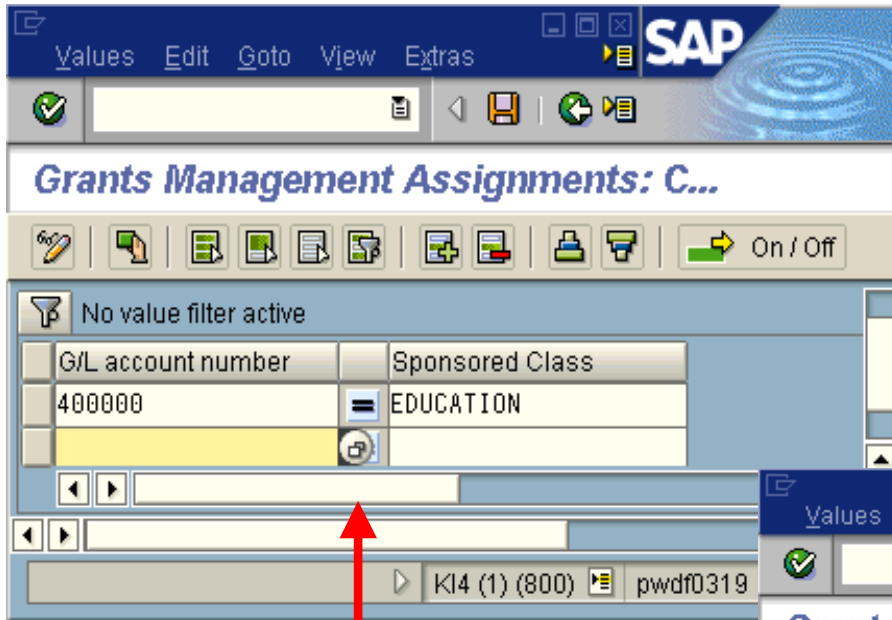 Values Edit Goto View Extras
SAP
Grants Management Assignments: C...
On / Off
No value filter active
G/L account number Sponsored Class
400000 = EDUCATION
KI4 (1) (800) pwdf0319
Values